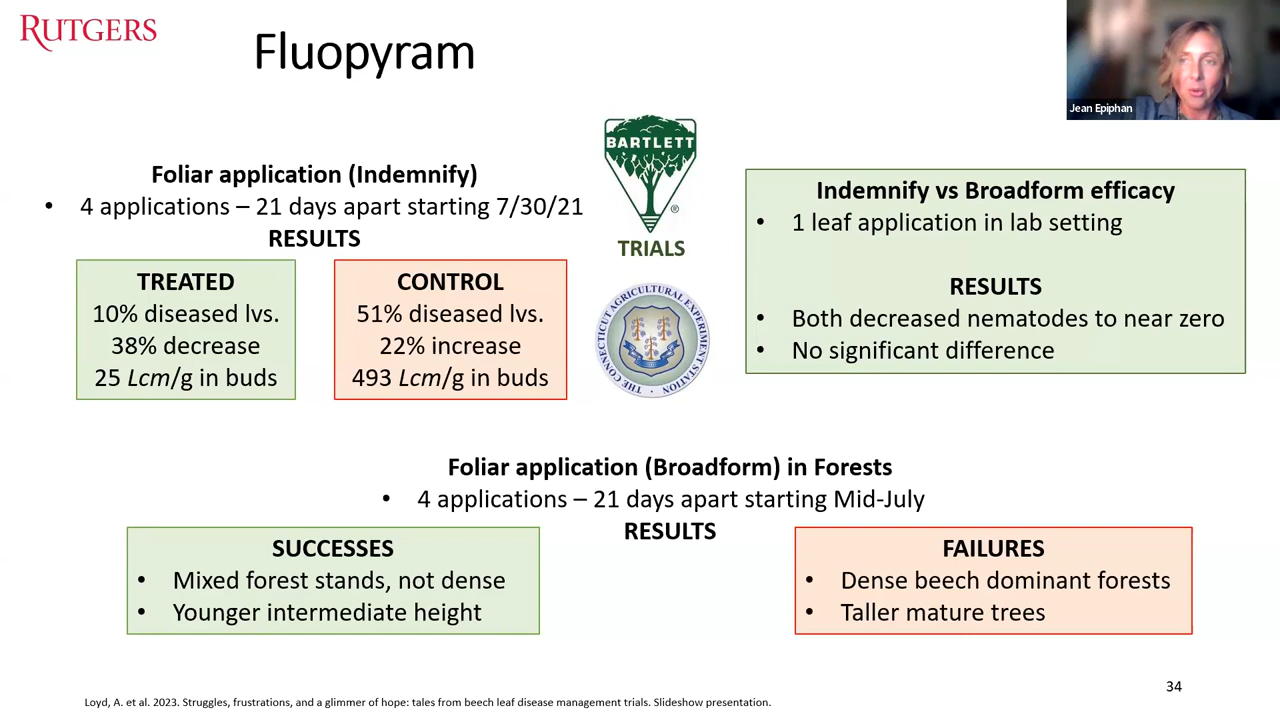 RUTGERS
Fluopyram
Jean Epiphan
Foliar application (Indemnify)
• 4 applications – 21 days apart starting 7/30/21
RESULTS
TREATED
10% diseased lvs.
38% decrease
25 Lcm/g in buds
CONTROL
51% diseased lvs.
22% increase
493 Lcm/g in buds
BARTLETT
®
TRIALS
THE CONNECTICUT AGRICULTURAL EXPERIMENT STATION
Indemnify vs Broadform efficacy
• 1 leaf application in lab setting
RESULTS
• Both decreased nematodes to near zero
• No significant difference
Foliar application (Broadform) in Forests
• 4 applications – 21 days apart starting Mid-July
RESULTS
SUCCESSES
• Mixed forest stands, not dense
• Younger intermediate height
FAILURES
• Dense beech dominant forests
• Taller mature trees
34
Loyd, A. et al. 2023. Struggles, frustrations, and a glimmer of hope: tales from beech leaf disease management trials. Slideshow presentation.